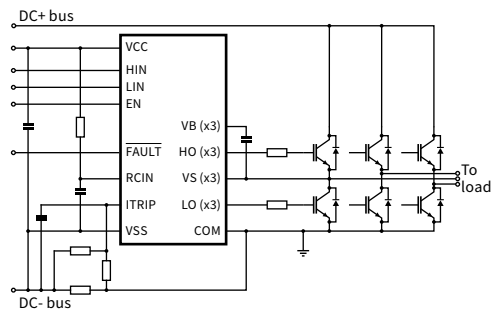 DC+ bus
VCC
HIN
LIN
EN
VB (x3)
FAULT
HO (x3)
RCIN
VS (x3)
To
load
ITRIP
LO (x3)
VSS
COM
DC- bus